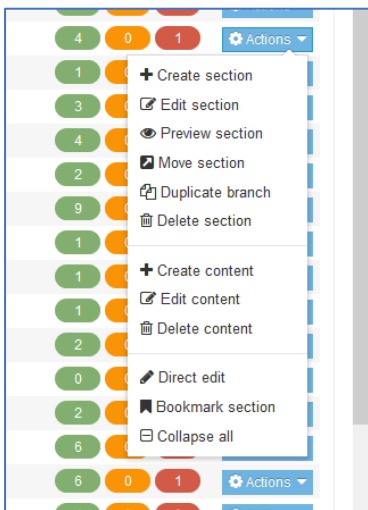 4 0 1 Actions
Create section
1
Edit section
3
Preview section
4
Move section
2
Duplicate branch
9
Delete section
1
1
Create content
1
Edit content
2
Delete content
0
Direct edit
2
Bookmark section
6
Collapse all
6 0 1 Actions